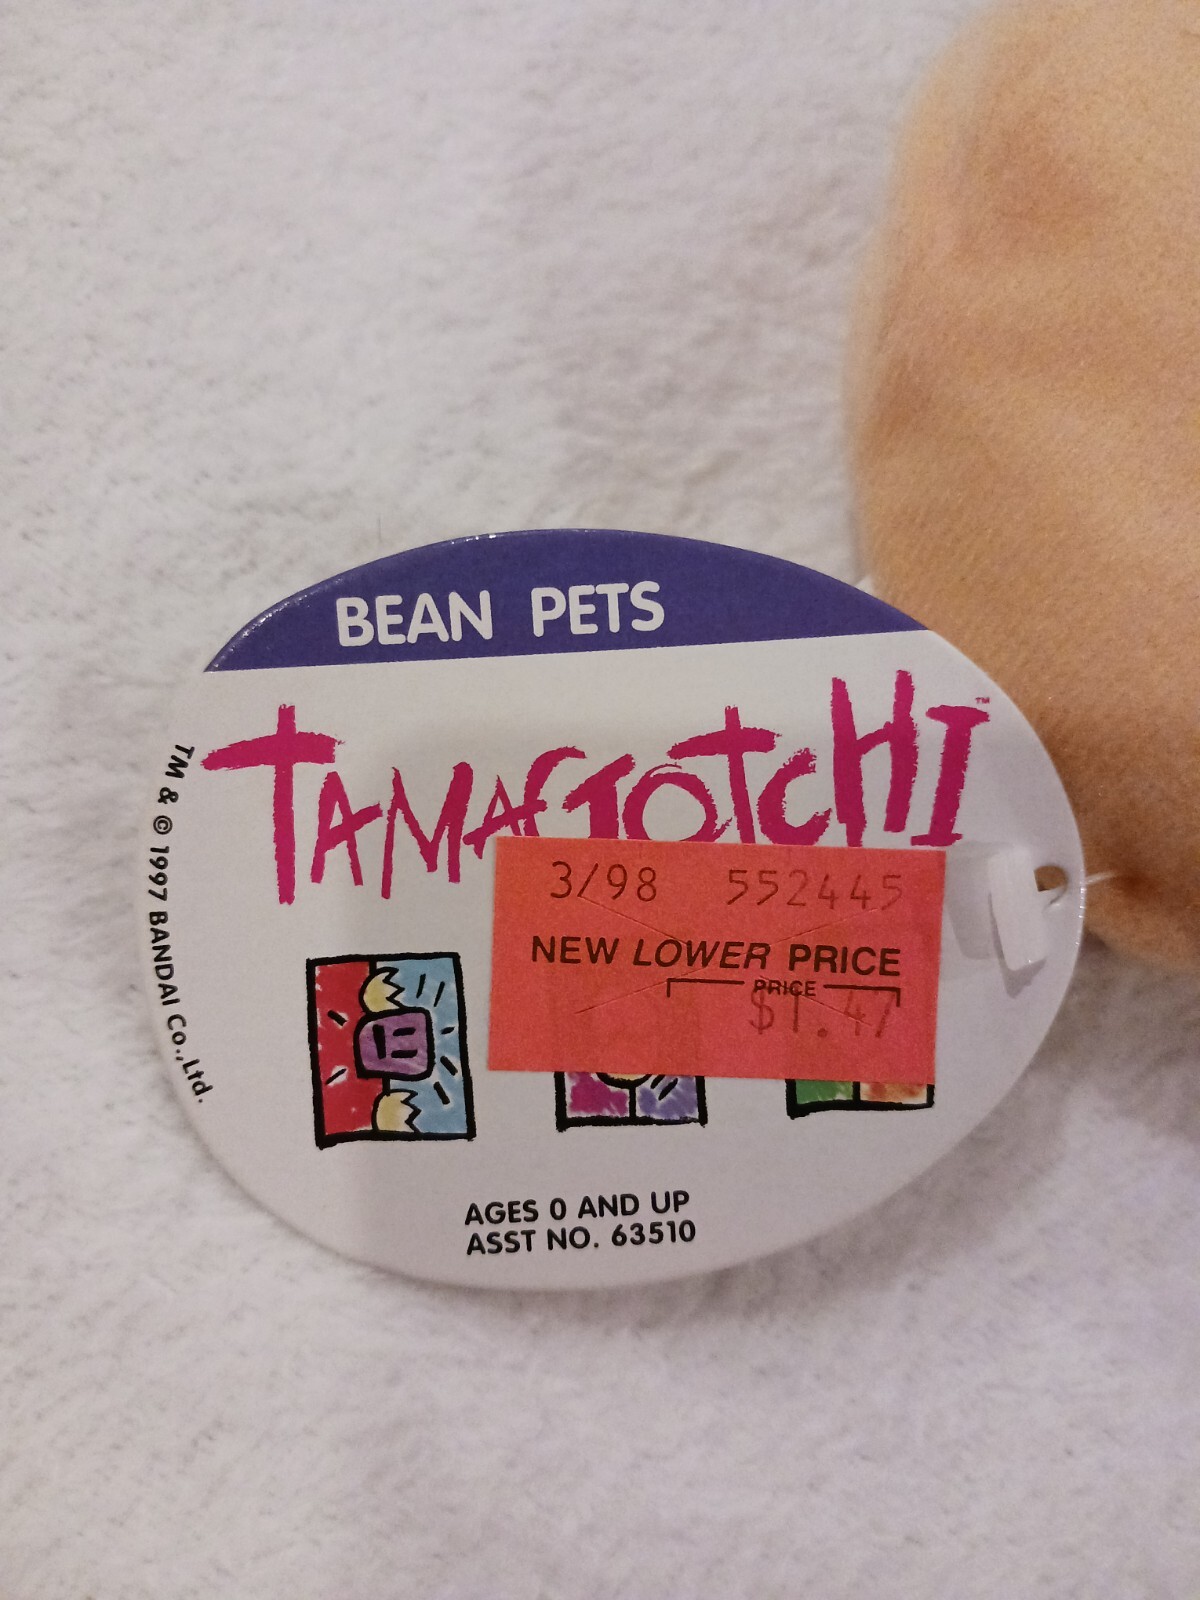 BEAN PETS
TAMAGOTCHI™
TM & © 1997 BANDAI Co.,Ltd.
3/98 552445
NEW LOWER PRICE
PRICE
$1.47
AGES 0 AND UP
ASST NO. 63510